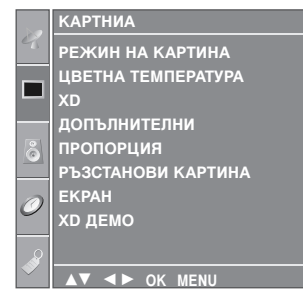 КАРТНИА
РЕЖИН НА КАРТИНА
ЦВЕТНА ТЕМПЕРАТУРА
XD
ДОПЪЛНИТЕЛНИ
ПРОПОРЦИЯ
РЪЗСТАНОВИ КАРТИНА
ЕКРАН
XD ДЕМО
▲▼ ◄► OK MENU